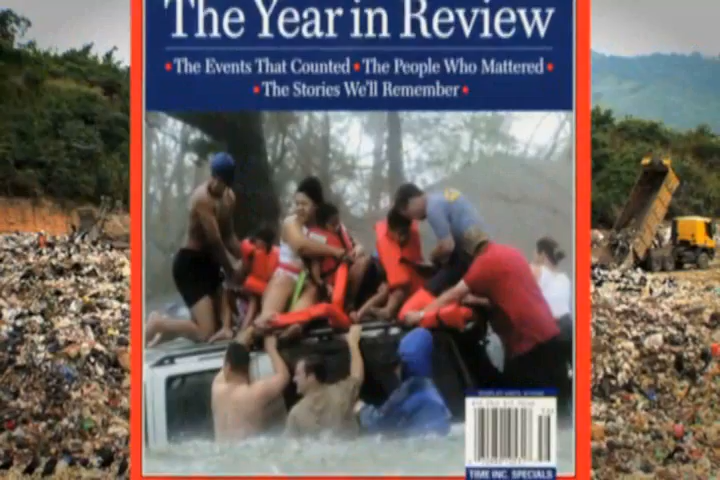 The Year in Review
• The Events That Counted • The People Who Mattered •
• The Stories We'll Remember •
TIME INC. SPECIALS